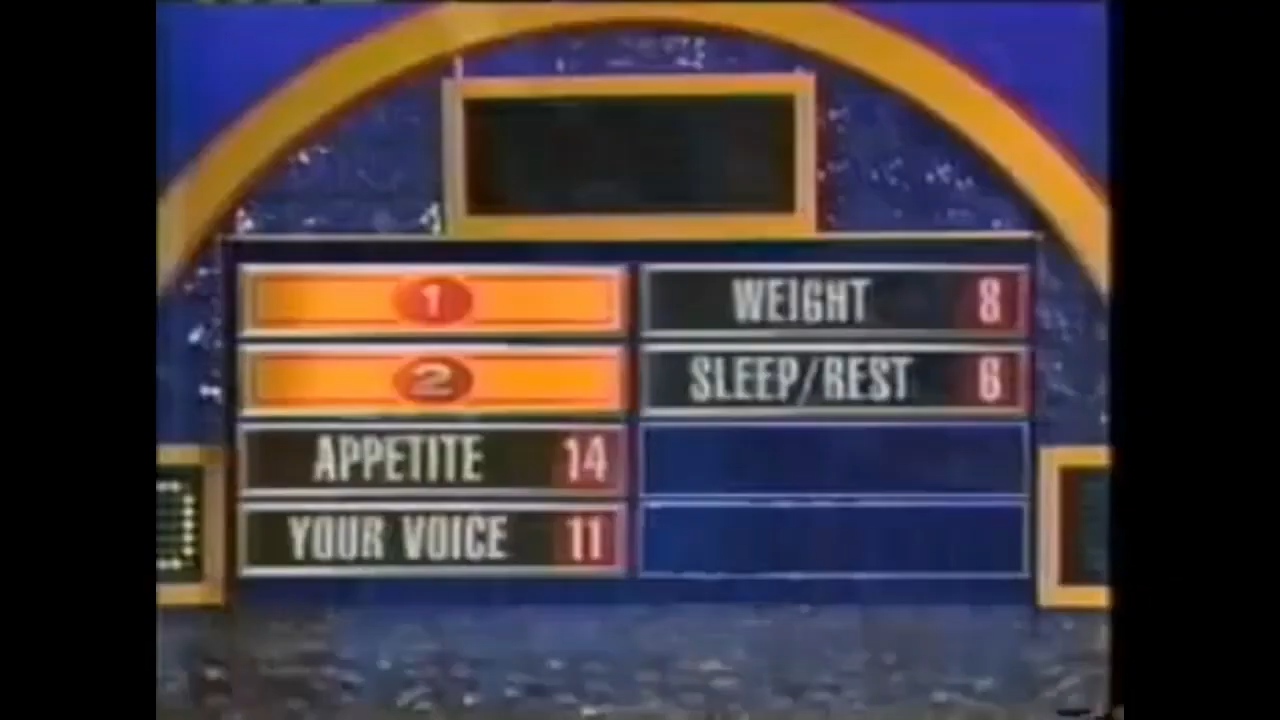 1
2
APPETITE 14
YOUR VOICE 11
WEIGHT 8
SLEEP/REST 6